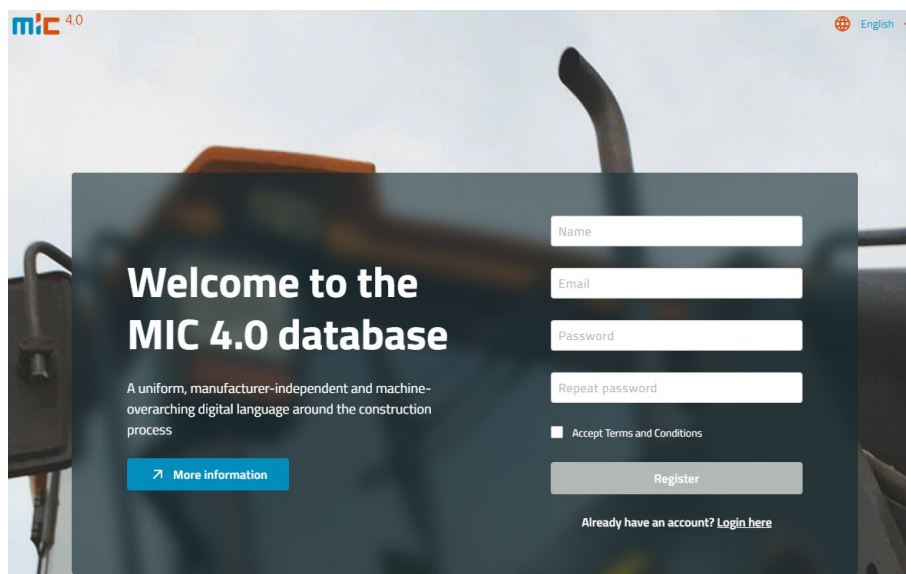 mic 4.0
English
Welcome to the
MIC 4.0 database
A uniform, manufacturer-independent and machine-
overarching digital language around the construction
process
More information
Name
Email
Password
Repeat password
Accept Terms and Conditions
Register
Already have an account? Login here